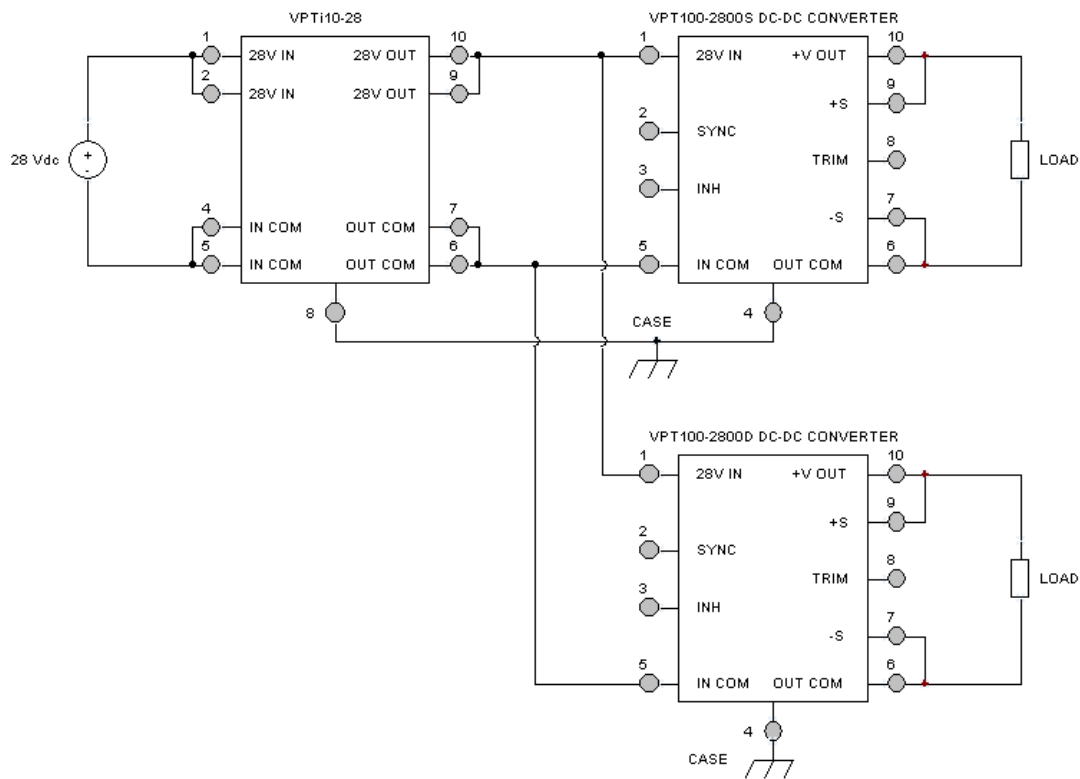 VPTi10-28
VPT100-2800S DC-DC CONVERTER
1 10 1 10
28V IN 28V OUT 28V IN +V OUT
2 9 9
28V IN 28V OUT +S
2 8
SYNC
28 Vdc + - TRIM LOAD
3
INH
4 7 7
IN COM OUT COM -S
5 6 5 6
IN COM OUT COM IN COM OUT COM
8 CASE 4
VPT100-2800D DC-DC CONVERTER
1 10
28V IN +V OUT
9
+S
2
SYNC
8
TRIM LOAD
3
INH
7
-S
5 6
IN COM OUT COM
4
CASE